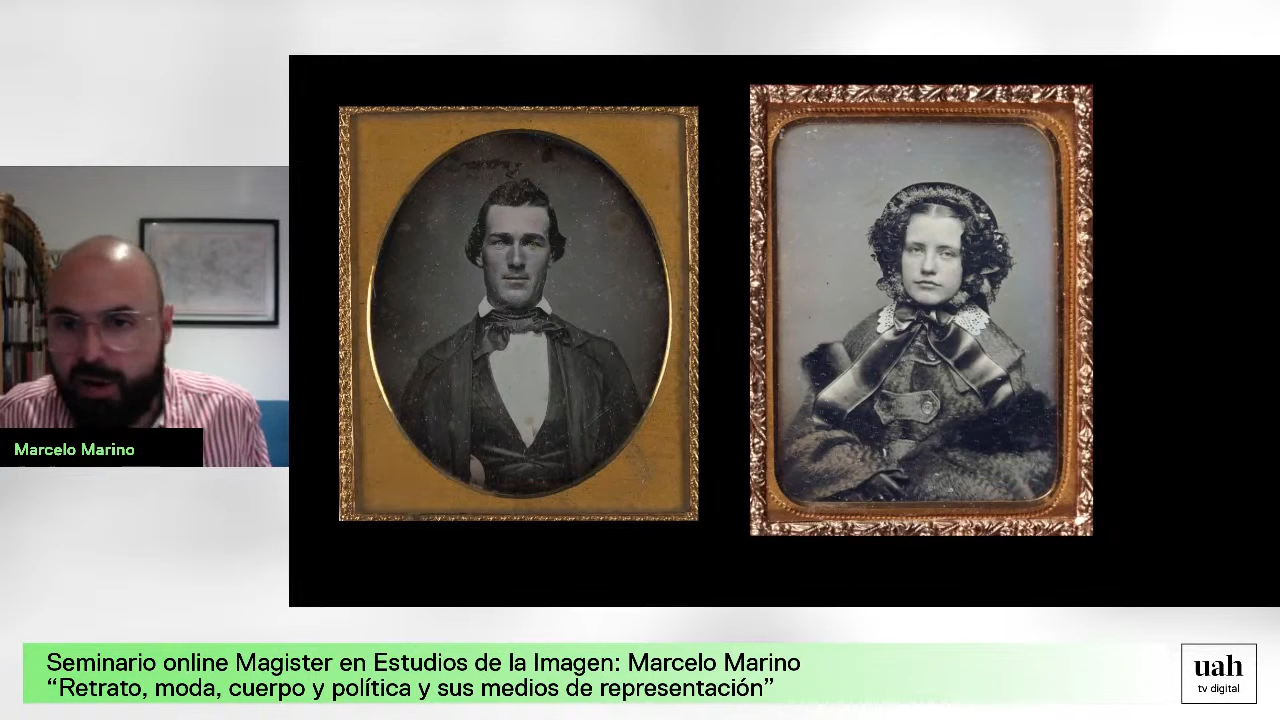 Marcelo Marino
Seminario online Magister en Estudios de la Imagen: Marcelo Marino
“Retrato, moda, cuerpo y política y sus medios de representación”
uah
tv digital